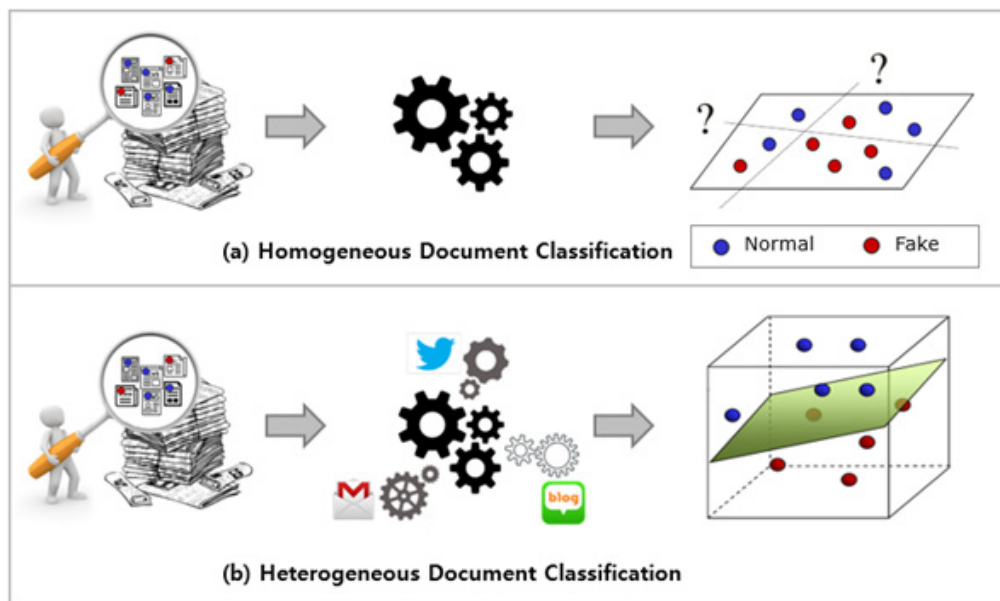 ?
?
(a) Homogeneous Document Classification
Normal
Fake
blog
(b) Heterogeneous Document Classification